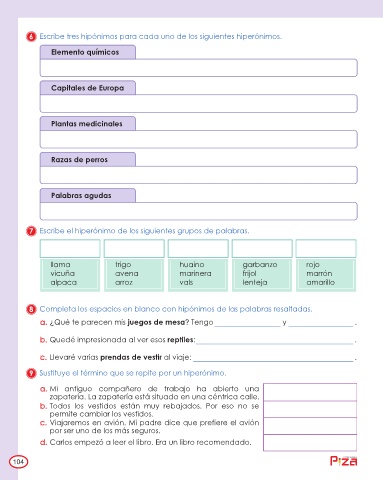 6 Escribe tres hipónimos para cada uno de los siguientes hiperónimos.
Elemento químicos
Capitales de Europa
Plantas medicinales
Razas de perros
Palabras agudas
7 Escribe el hiperónimo de los siguientes grupos de palabras.
llama trigo huaino garbanzo rojo
vicuña avena marinera frijol marrón
alpaca arroz vals lenteja amarillo
8 Completa los espacios en blanco con hipónimos de las palabras resaltadas.
a. ¿Qué te parecen mis juegos de mesa? Tengo y .
b. Quedé impresionada al ver esos reptiles: .
c. Llevaré varias prendas de vestir al viaje: .
9 Sustituye el término que se repite por un hiperónimo.
a. Mi antiguo compañero de trabajo ha abierto una
zapatería. La zapatería está situada en una céntrica calle.
b. Todos los vestidos están muy rebajados. Por eso no se
permite cambiar los vestidos.
c. Viajaremos en avión. Mi padre dice que prefiere el avión
por ser uno de los más seguros.
d. Carlos empezó a leer el libro. Era un libro recomendado.
104